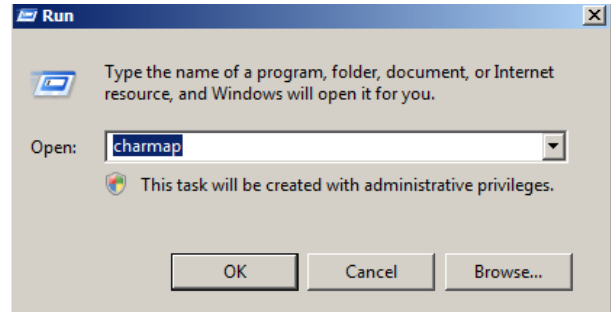 Run
Type the name of a program, folder, document, or Internet
resource, and Windows will open it for you.
Open: charmap
This task will be created with administrative privileges.
OK Cancel Browse...